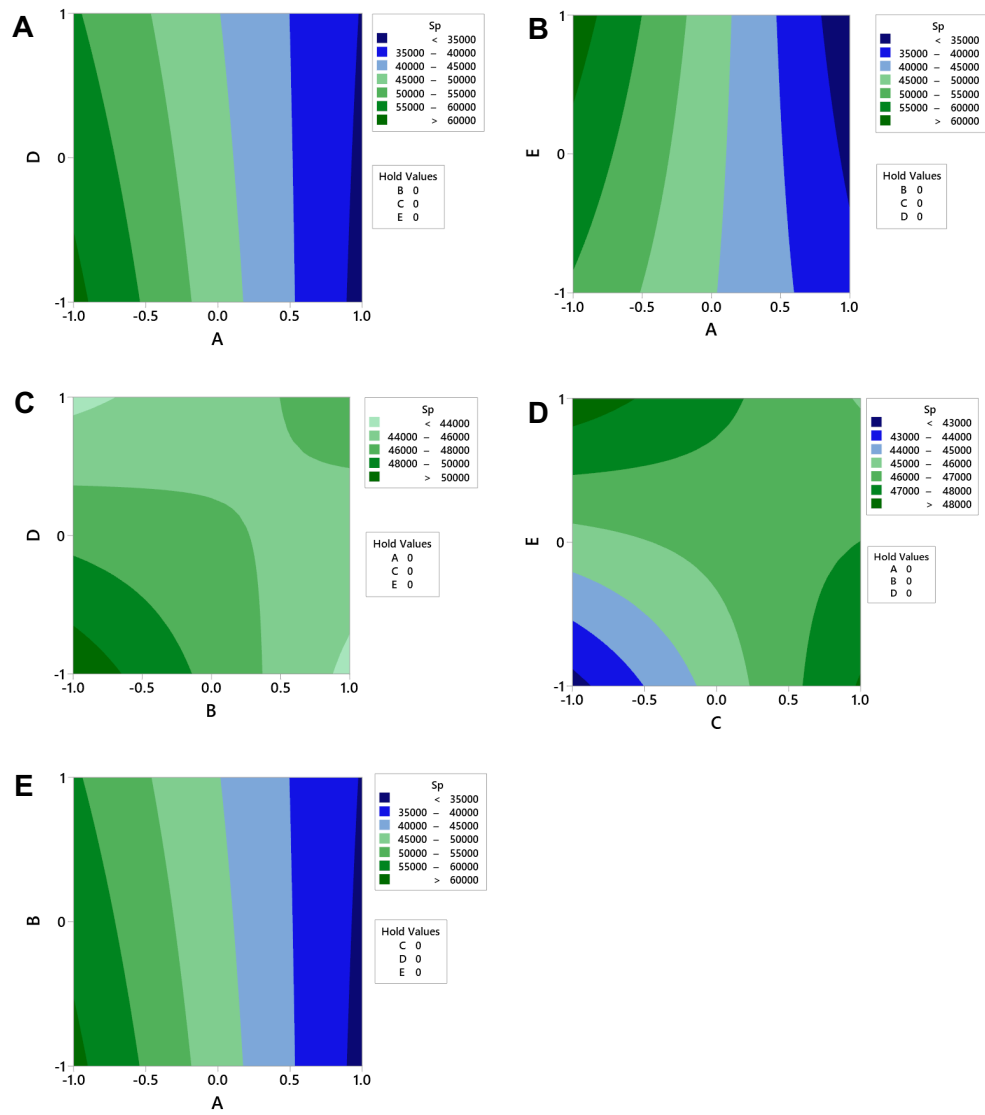 A
Sp
< 35000
35000 – 40000
40000 – 45000
45000 – 50000
50000 – 55000
55000 – 60000
> 60000
Hold Values
B 0
C 0
E 0
D
1
0
-1
-1.0 -0.5 0.0 0.5 1.0
A
B
Sp
< 35000
35000 – 40000
40000 – 45000
45000 – 50000
50000 – 55000
55000 – 60000
> 60000
Hold Values
B 0
C 0
D 0
E
1
0
-1
-1.0 -0.5 0.0 0.5 1.0
A
C
Sp
< 44000
44000 – 46000
46000 – 48000
48000 – 50000
> 50000
Hold Values
A 0
C 0
E 0
D
1
0
-1
-1.0 -0.5 0.0 0.5 1.0
B
D
Sp
< 43000
43000 – 44000
44000 – 45000
45000 – 46000
46000 – 47000
47000 – 48000
> 48000
Hold Values
A 0
B 0
D 0
E
1
0
-1
-1.0 -0.5 0.0 0.5 1.0
C
E
Sp
< 35000
35000 – 40000
40000 – 45000
45000 – 50000
50000 – 55000
55000 – 60000
> 60000
Hold Values
C 0
D 0
E 0
B
1
0
-1
-1.0 -0.5 0.0 0.5 1.0
A